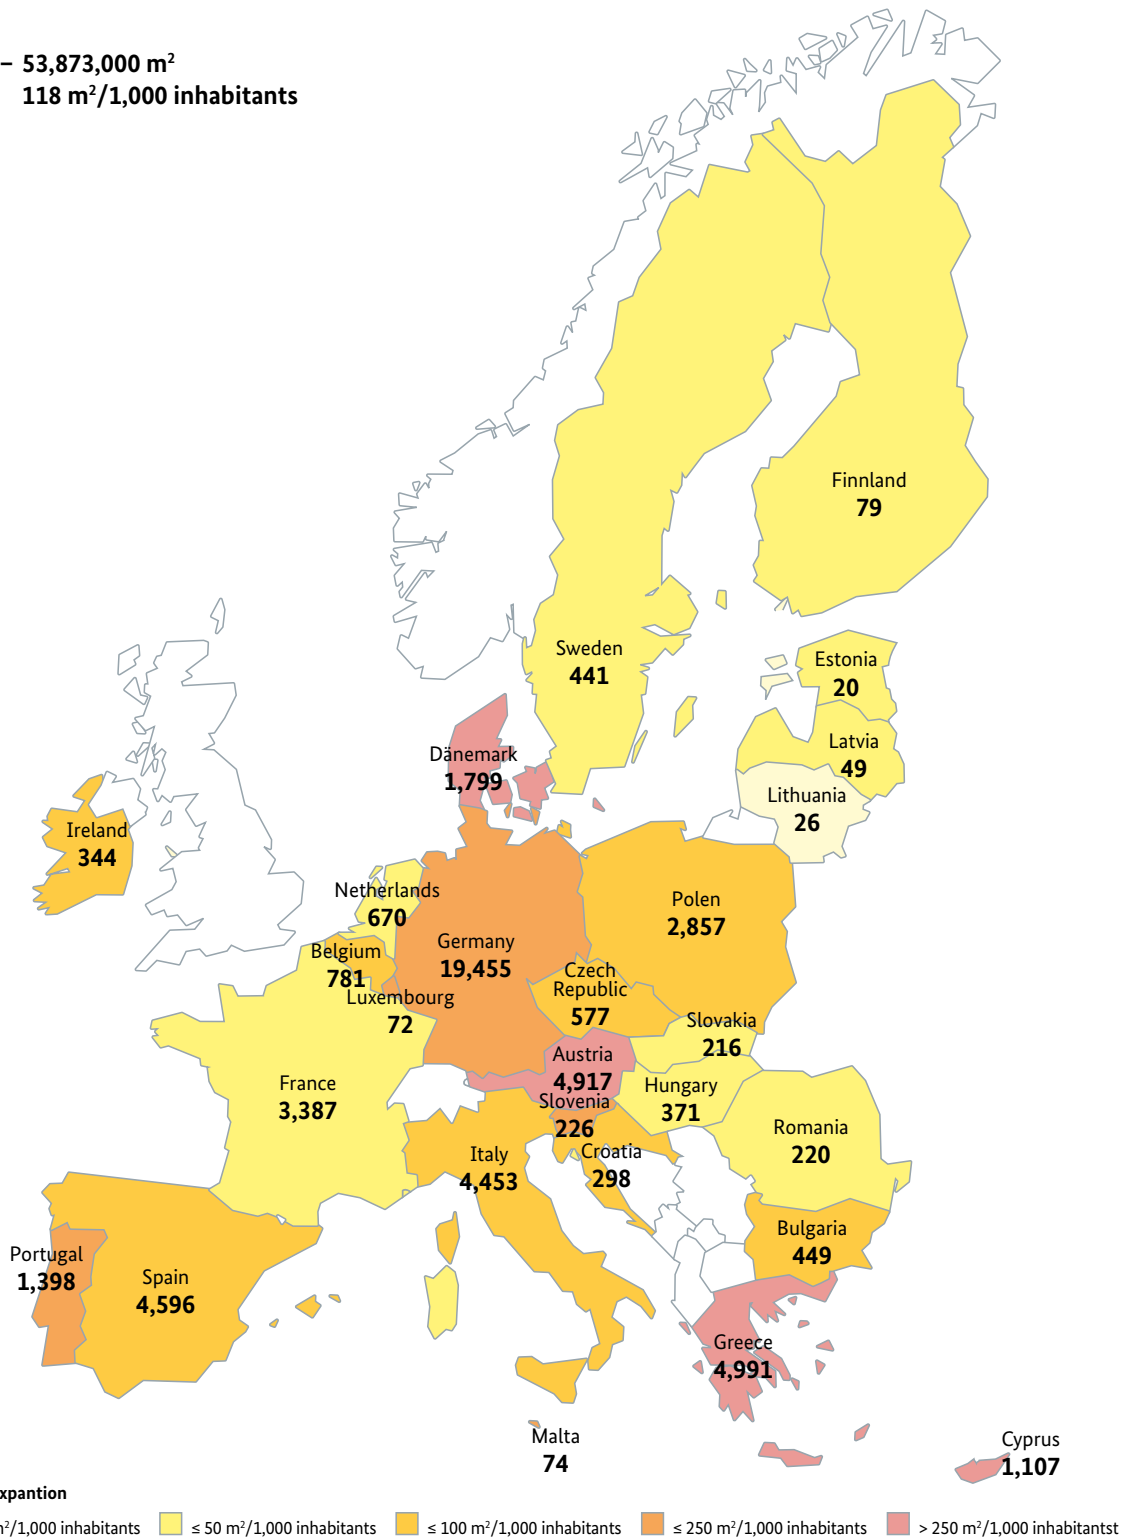 – 53,873,000 m²
118 m²/1,000 inhabitants
Finnland
79
Sweden
441
Estonia
20
Latvia
49
Lithuania
26
Dänemark
1,799
Ireland
344
Netherlands
670
Polen
2,857
Germany
19,455
Belgium
781
Czech
Republic
577
Luxembourg
72
Slovakia
216
Austria
4,917
France
3,387
Hungary
371
Slovenia
226
Romania
220
Italy
4,453
Croatia
298
Bulgaria
449
Portugal
1,398
Spain
4,596
Greece
4,991
Malta
74
Cyprus
1,107
xpantion
m²/1,000 inhabitants ≤ 50 m²/1,000 inhabitants ≤ 100 m²/1,000 inhabitants ≤ 250 m²/1,000 inhabitants > 250 m²/1,000 inhabitantst